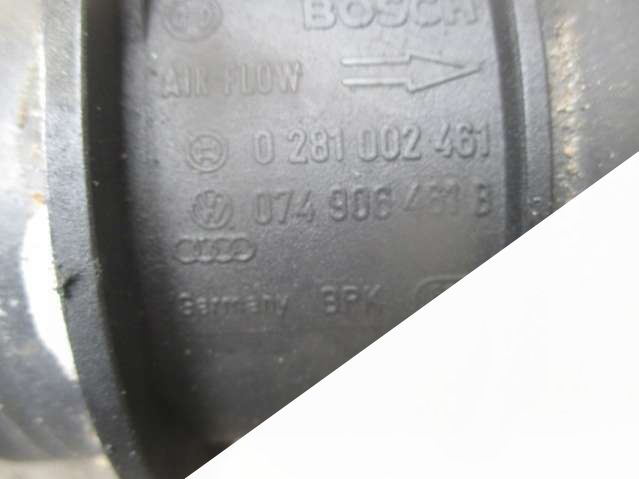 BOSCH
AIR FLOW
0 281 002 461
074 906 461 B
Germany BPK